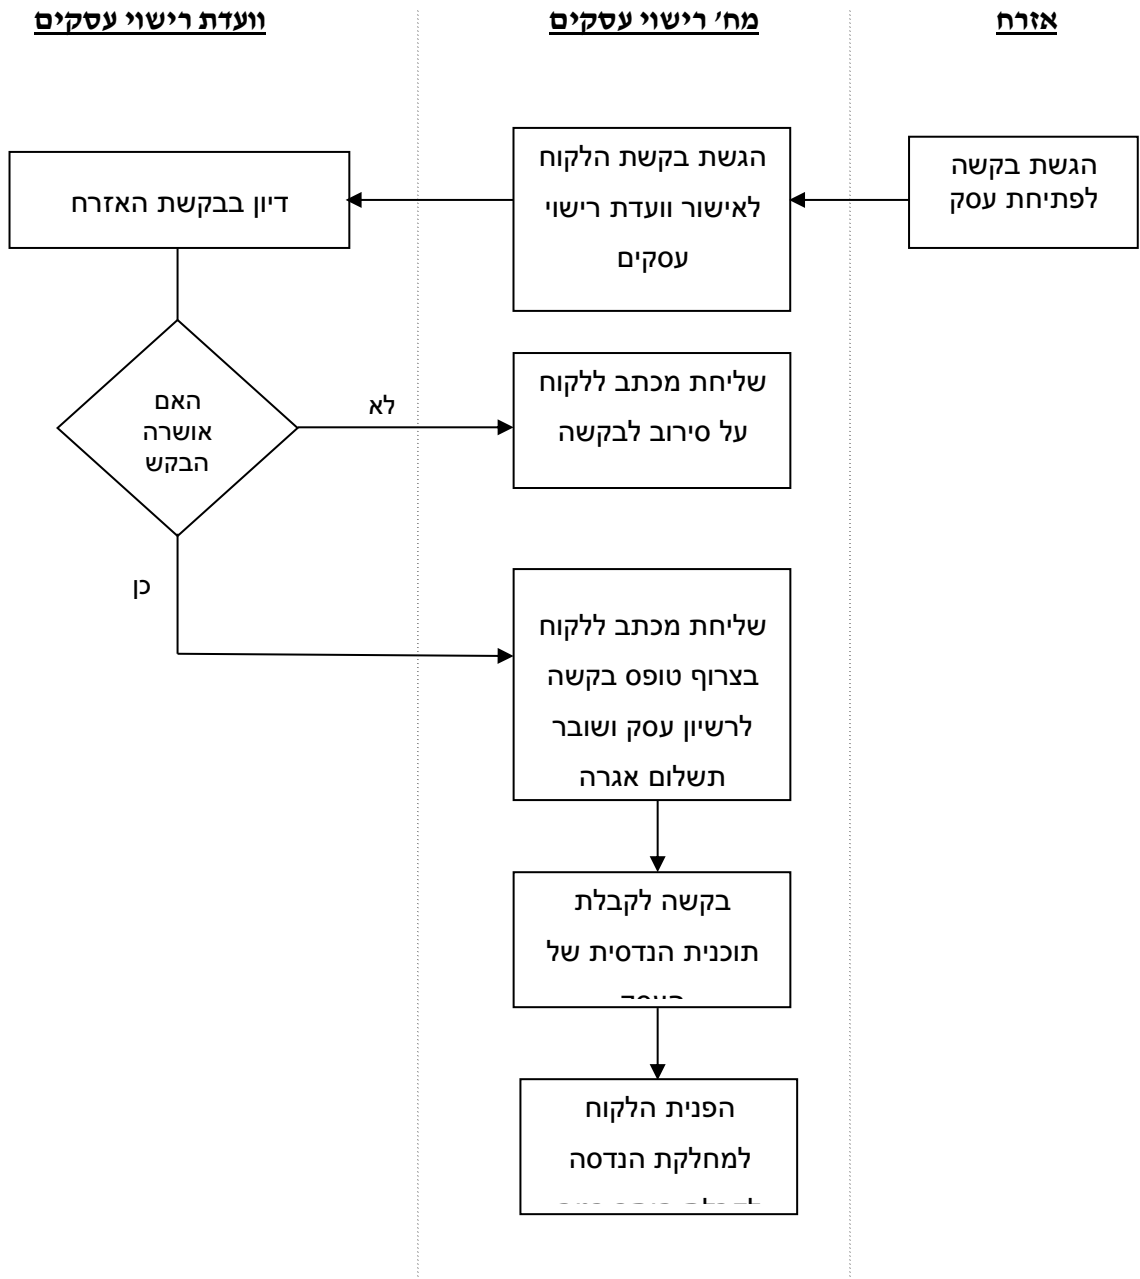 אזרח
מח' רישוי עסקים
וועדת רישוי עסקים
הגשת בקשה
לפתיחת עסק
הגשת בקשת הלקוח
לאישור וועדת רישוי
עסקים
דיון בבקשת האזרח
האם
אושרה
הבקש
לא
כן
שליחת מכתב ללקוח
על סירוב לבקשה
שליחת מכתב ללקוח
בצרוף טופס בקשה
לרשיון עסק ושובר
תשלום אגרה
בקשה לקבלת
תוכנית הנדסית של
הפנית הלקוח
למחלקת הנדסה